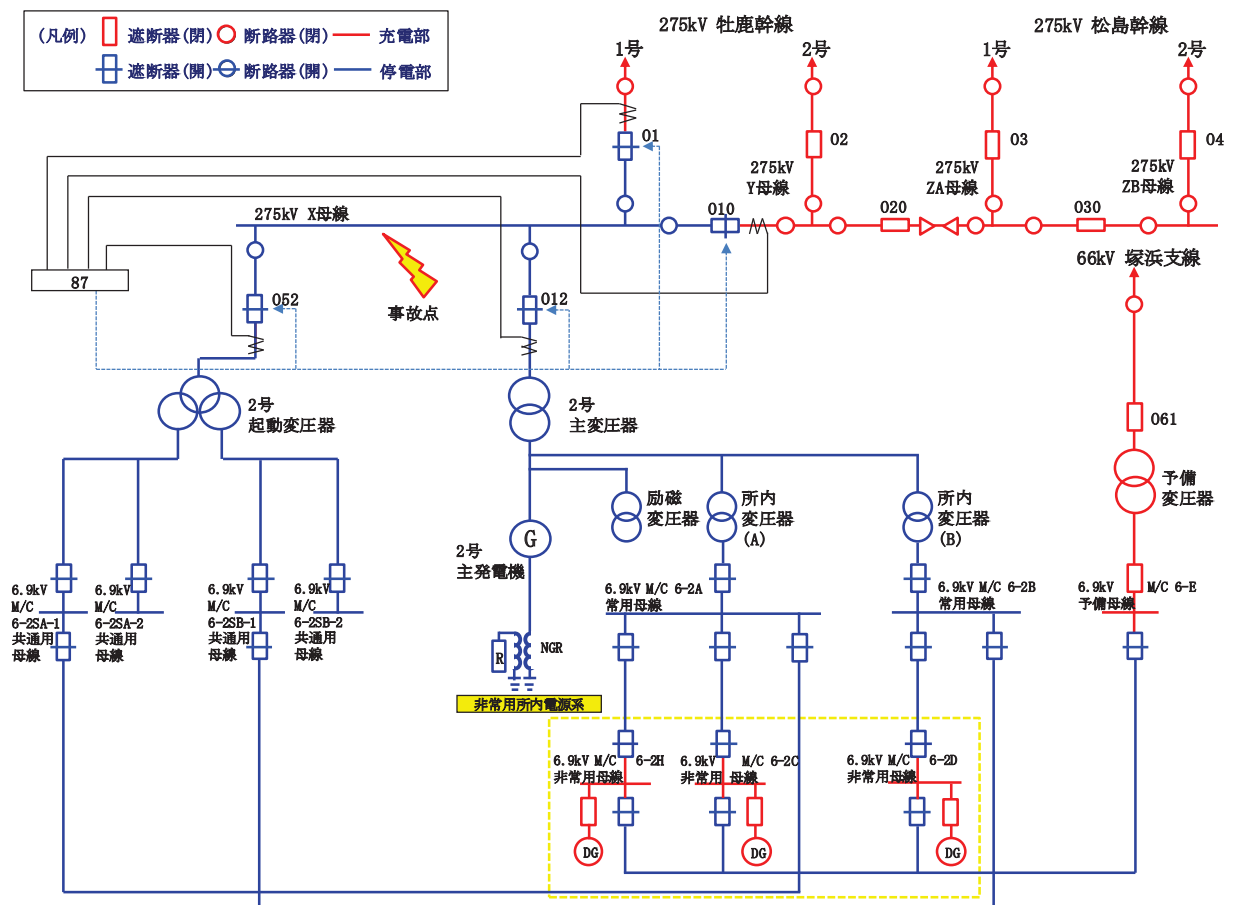 (凡例) 遮断器(閉) 断路器(閉) 充電部
遮断器(開) 断路器(開) 停電部
275kV 牡鹿幹線
275kV 松島幹線
1号
2号
1号
2号
01
02
03
04
275kV
Y母線
275kV
ZA母線
275kV
ZB母線
275kV X母線
010
020
030
87
052
012
事故点
66kV 塚浜支線
061
2号
起動変圧器
2号
主変圧器
予備
変圧器
励磁
変圧器
所内
変圧器
(A)
所内
変圧器
(B)
G
2号
主発電機
6.9kV
M/C
6-2SA-1
共通用
母線
6.9kV
M/C
6-2SA-2
共通用
母線
6.9kV
M/C
6-2SB-1
共通用
母線
6.9kV
M/C
6-2SB-2
共通用
母線
6.9kV M/C 6-2A
常用母線
6.9kV M/C 6-2B
常用母線
6.9kV M/C 6-E
予備母線
R
NGR
非常用所内電源系
6.9kV M/C 6-2H
非常用母線
6.9kV M/C 6-2C
非常用 母線
6.9kV M/C 6-2D
非常用母線
DG
DG
DG